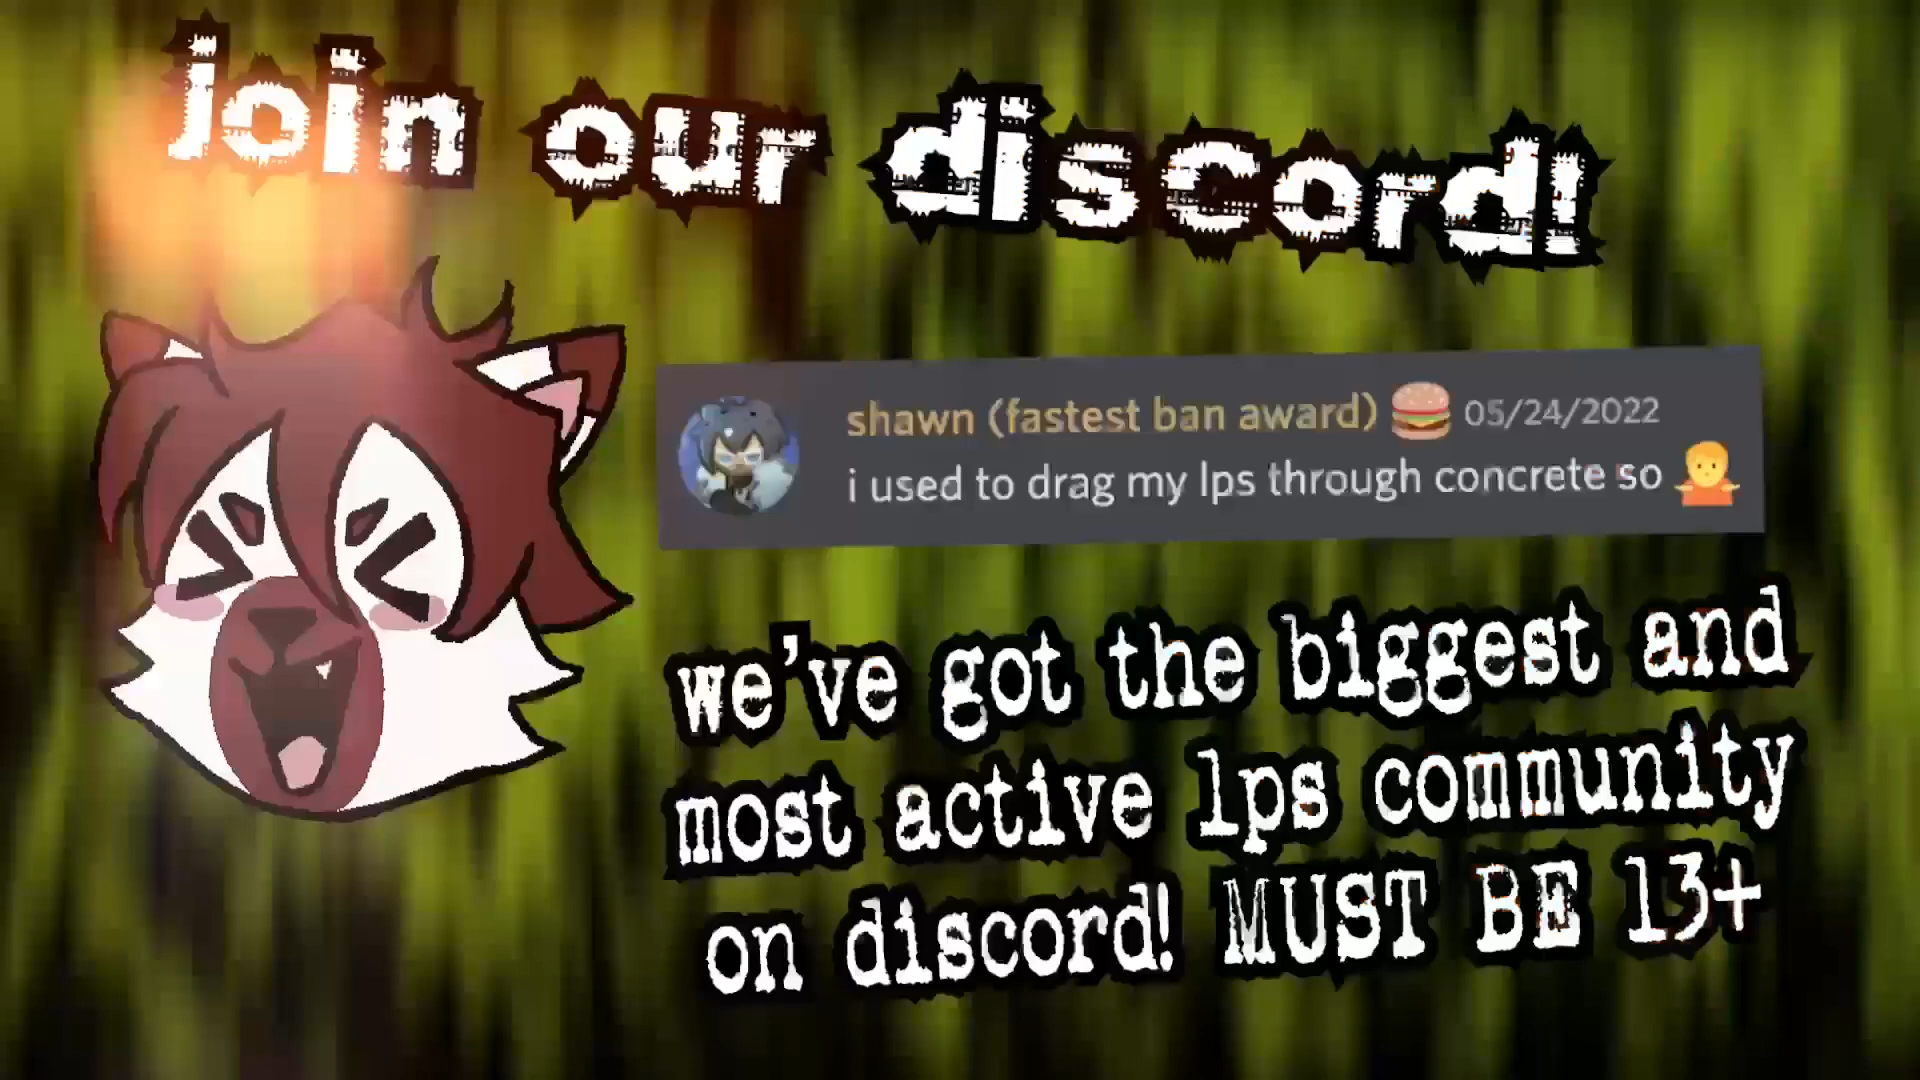 join our discord!
shawn (fastest ban award) 🍔 05/24/2022
i used to drag my lps through concrete so 🤷
we've got the biggest and
most active lps community
on discord! MUST BE 13+